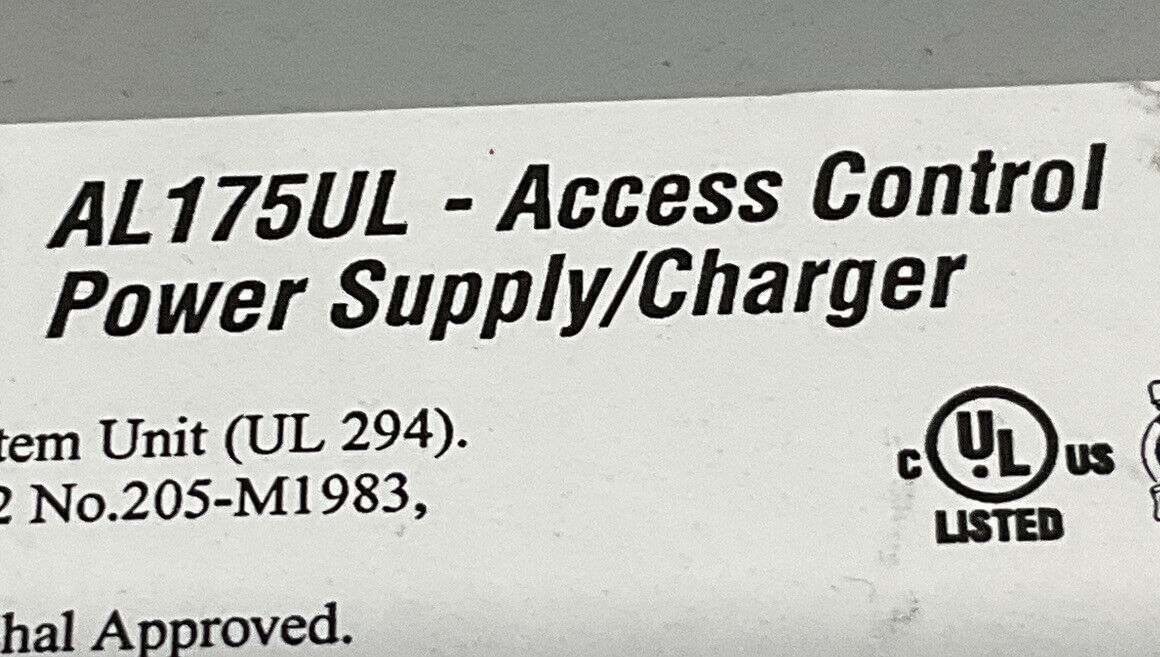 AL175UL - Access Control
Power Supply/Charger
tem Unit (UL 294).
2 No.205-M1983,
C UL US
LISTED
hal Approved.